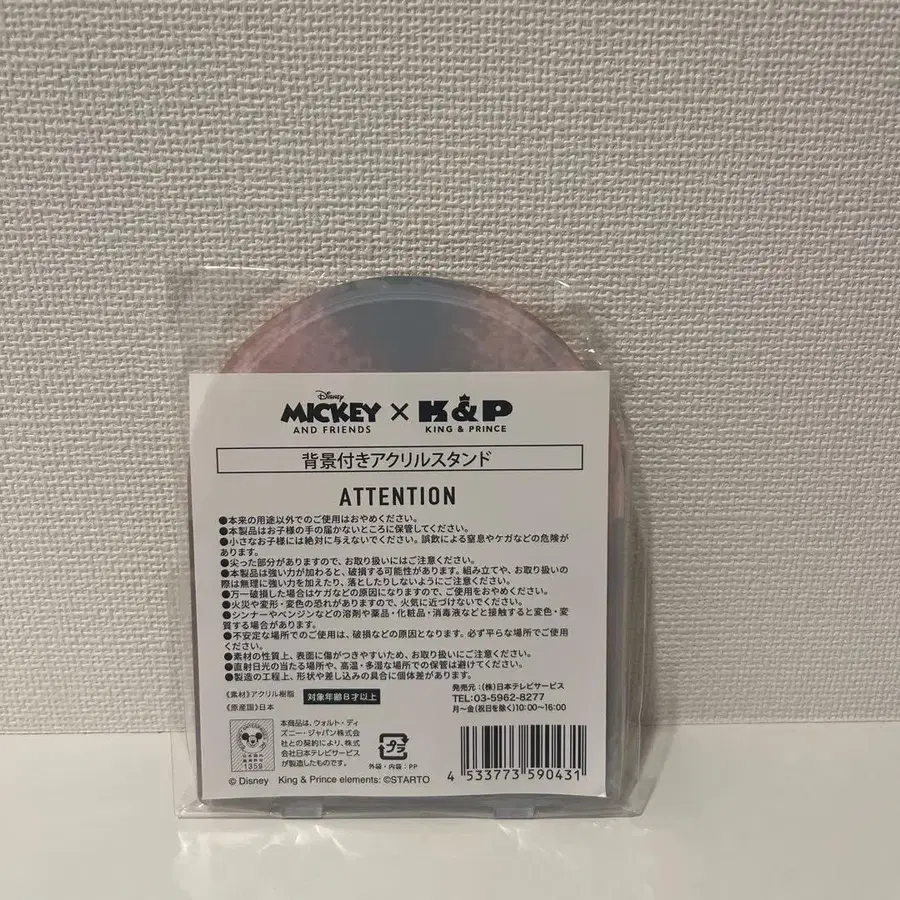 Disney
MICKEY × K&P
AND FRIENDS KING & PRINCE
背景付きアクリルスタンド
ATTENTION
●本来の用途以外でのご使用はおやめください。
●本製品はお子様の手の届かないところに保管してください。
●小さなお子様には絶対に与えないでください。誤飲による窒息やケガなどの危険が
あります。
●尖った部分がありますので、お取り扱いにはご注意ください。
●本製品は強い力が加わると、破損する可能性があります。組み立てや、お取り扱いの
際は無理に強い力を加えたり、落としたりしないようにご注意ください。
●万一破損した場合はケガなどの原因になりますので、ご使用をおやめください。
●火災や変形・変色の恐れがありますので、火気に近づけないでください。
●シンナーやベンジンなどの溶剤や薬品・化粧品・消毒液などと接触すると変色・変
質する場合があります。
●不安定な場所でのご使用は、破損などの原因となります。必ず平らな場所でご使用
ください。
●素材の性質上、表面に傷がつきやすいため、お取り扱いにご注意ください。
●直射日光の当たる場所や、高温・多湿な場所での保管は避けてください。
●製造の工程上、形状や差し込みの具合に個体差があります。
《素材》アクリル樹脂 対象年齢8才以上
《原産国》日本
発売元：(株)日本テレビサービス
TEL:03-5962-8277
月～金(祝日を除く)10:00～16:00
1359
本商品は、ウォルト・ディ
ズニー・ジャパン株式会
社との契約により、株式
会社日本テレビサービス
が製造したものです。
プラ
外袋・内袋：PP
4 533773 590431
© Disney King & Prince elements: ©STARTO